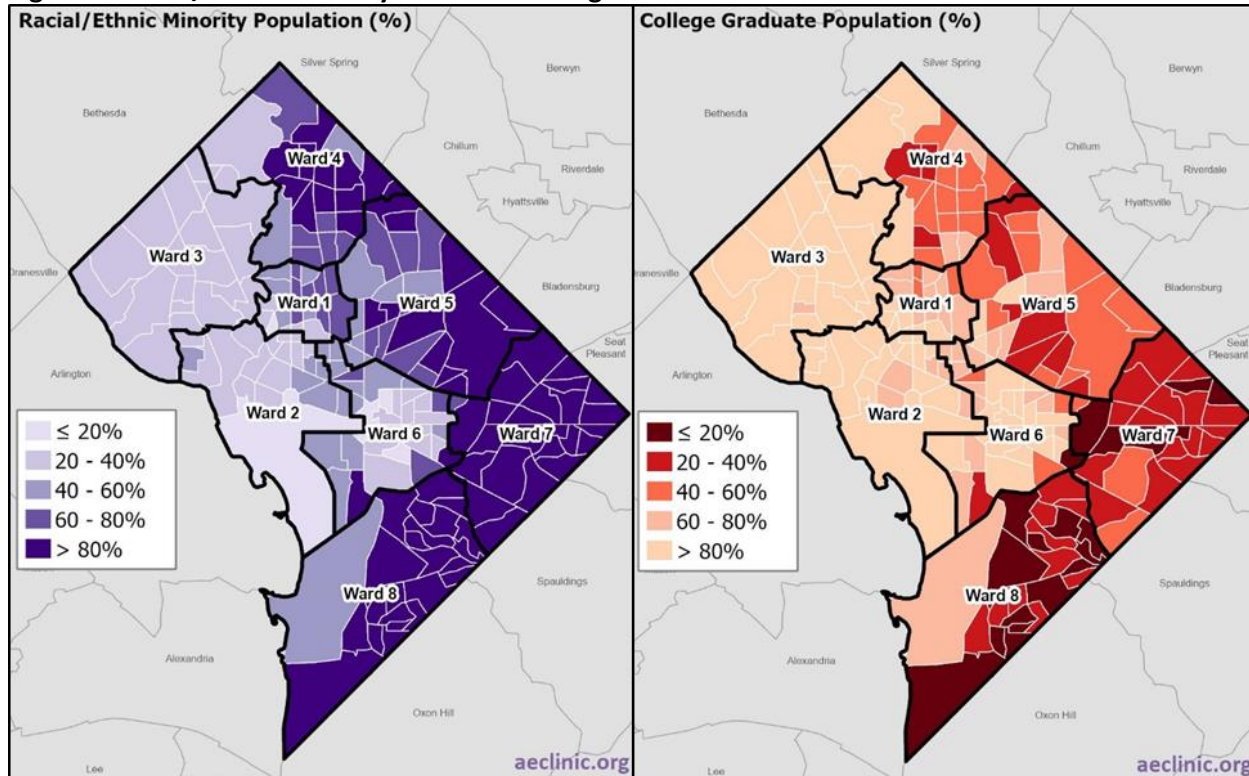 Racial/Ethnic Minority Population (%)
Silver Spring
Berwyn
Bethesda
Chillum
Ward 4
Riverdale
Hyattsville
Ward 3
Ward 1
Ward 5
Bladensburg
Seat
Pleasant
Arlington
Ward 2
Ward 6
Ward 7
≤ 20%
20 - 40%
40 - 60%
60 - 80%
> 80%
Spauldings
Ward 8
Alexandria
Oxon Hill
Lee
aeclinic.org
College Graduate Population (%)
Silver Spring
Berwyn
Bethesda
Chillum
Ward 4
Riverdale
Hyattsville
Ward 3
Dranesville
Ward 1
Ward 5
Bladensburg
Seat
Pleasant
Arlington
Ward 2
Ward 6
Ward 7
≤ 20%
20 - 40%
40 - 60%
60 - 80%
> 80%
Spauldings
Ward 8
Alexandria
Oxon Hill
Lee
aeclinic.org